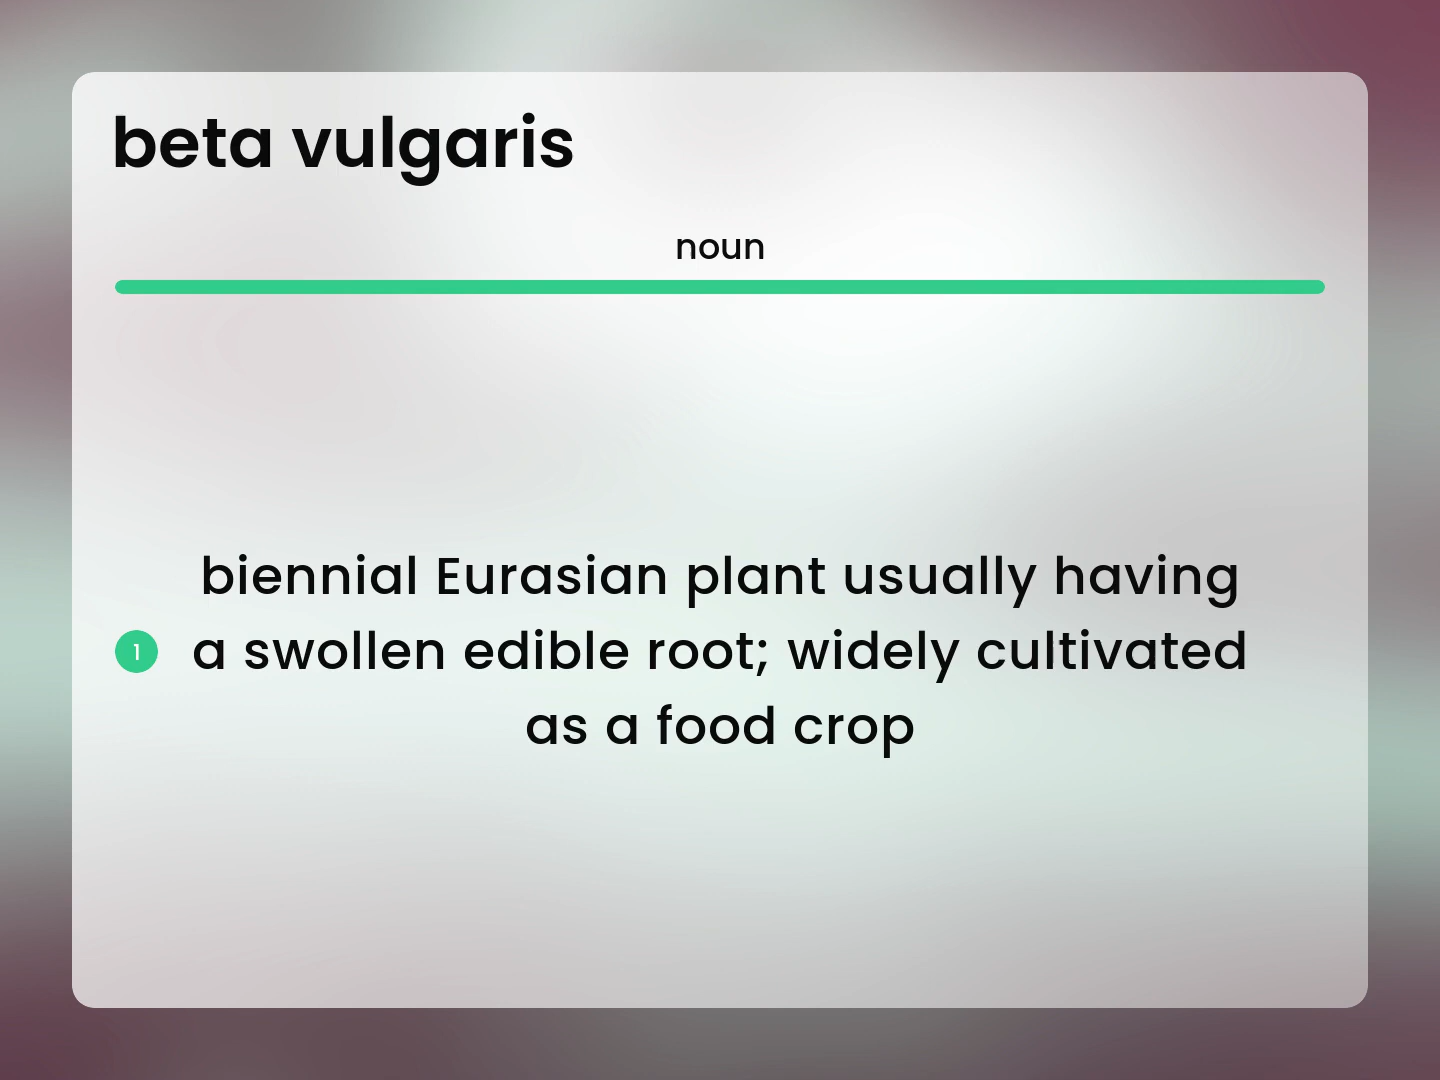 beta vulgaris
noun
biennial Eurasian plant usually having
1 a swollen edible root; widely cultivated
as a food crop